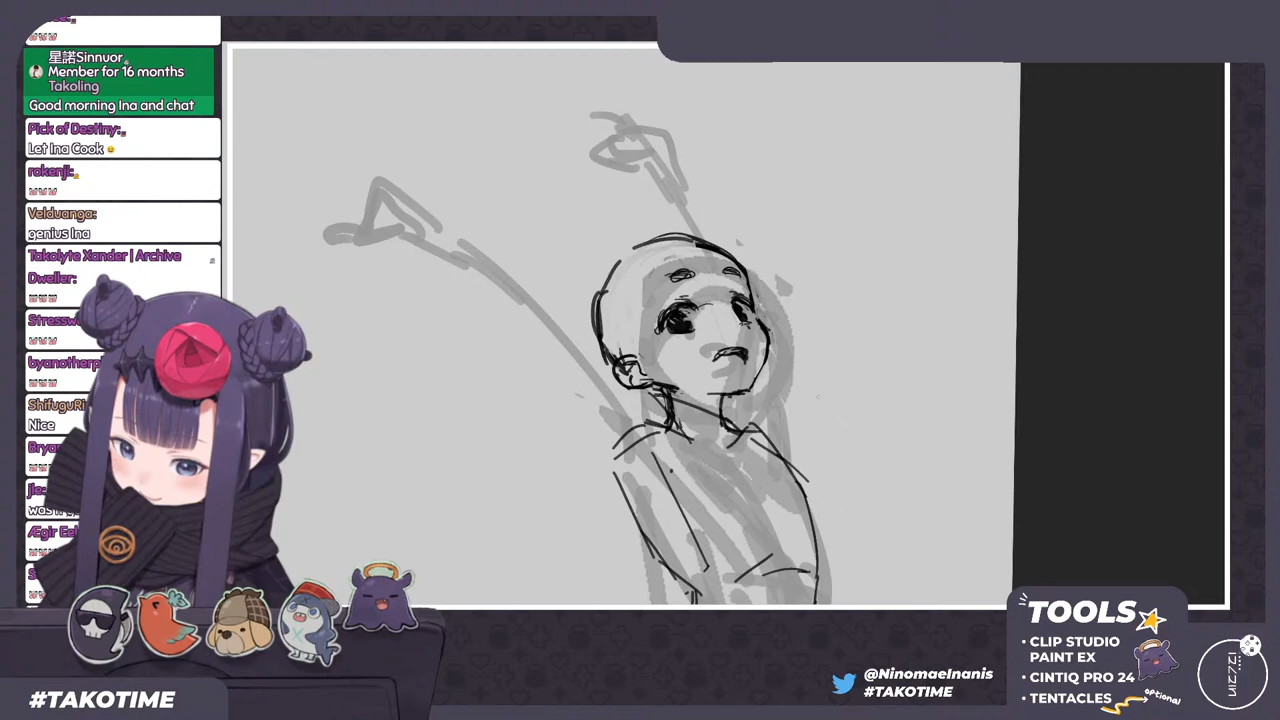 星諾Sinnuor
Member for 16 months
Takoling
Good morning Ina and chat
Pick of Destiny:
Let Ina Cook
rokenji:
Velduanga:
genius Ina
Takolyte Xander | Archive
Dweller:
ShifuguRi
Nice
jle:
#TAKOTIME
@NinomaeInanis
#TAKOTIME
TOOLS
• CLIP STUDIO
PAINT EX
• CINTIQ PRO 24
• TENTACLES
optional